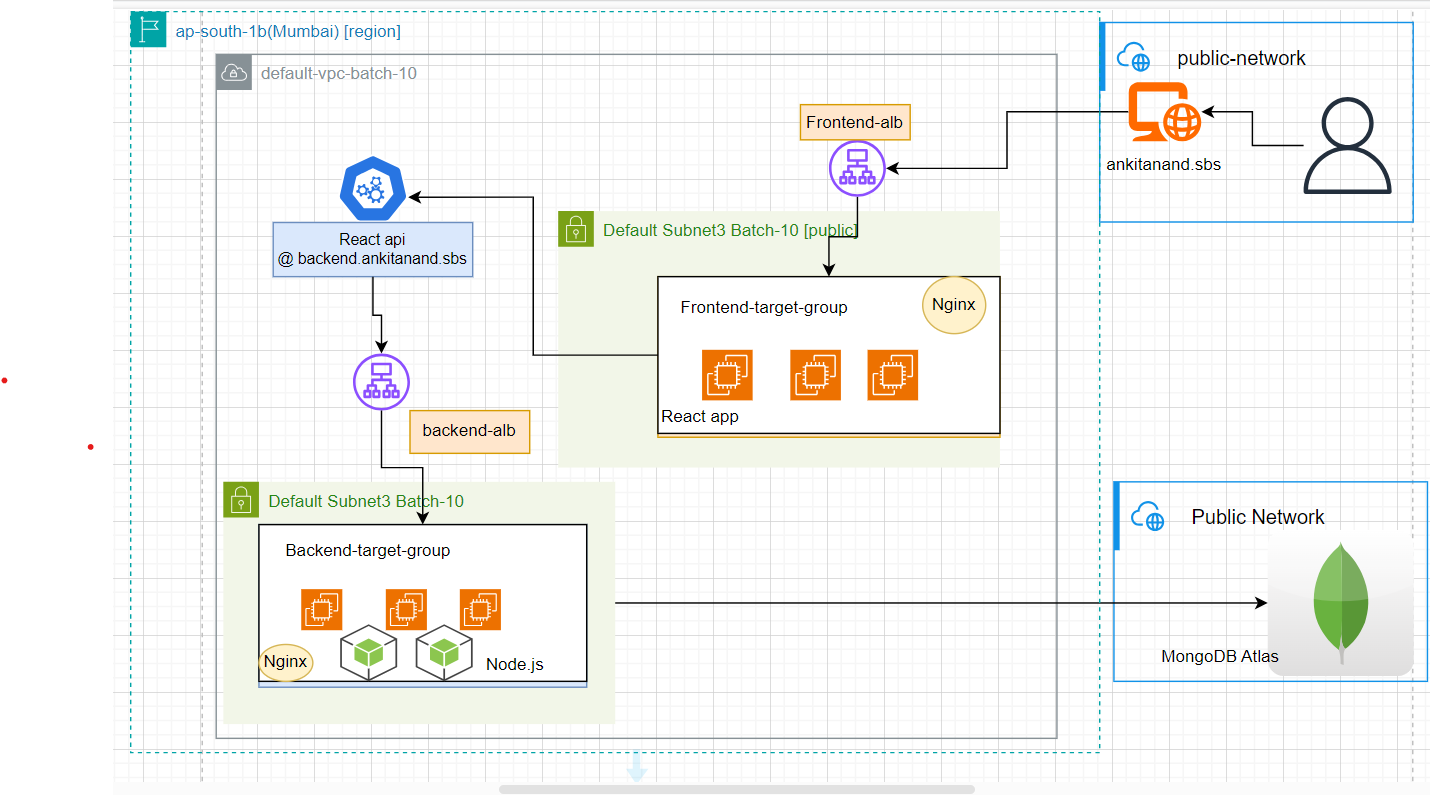 ap-south-1b(Mumbai) [region]
default-vpc-batch-10
public-network
ankitanand.sbs
Frontend-alb
React api
@ backend.ankitanand.sbs
Default Subnet3 Batch-10 [public]
Frontend-target-group
Nginx
React app
backend-alb
Default Subnet3 Batch-10
Backend-target-group
Nginx
Node.js
Public Network
MongoDB Atlas